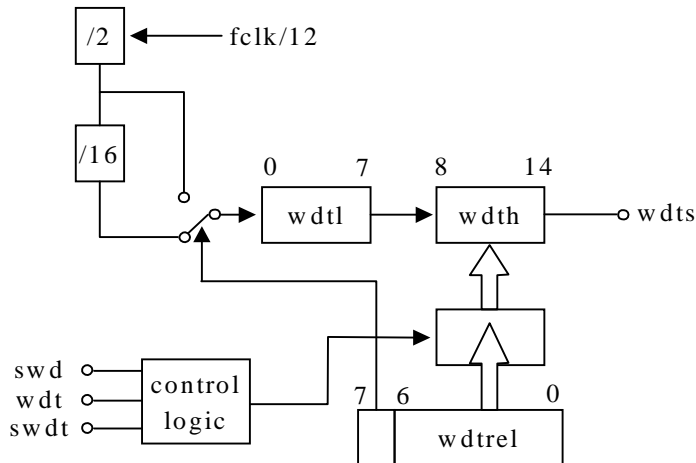 /2
fclk/12
/16
0 7 8 14
wdtl
wdth
wdts
swd
wdt
swdt
control
logic
7 6 0
wdtrel